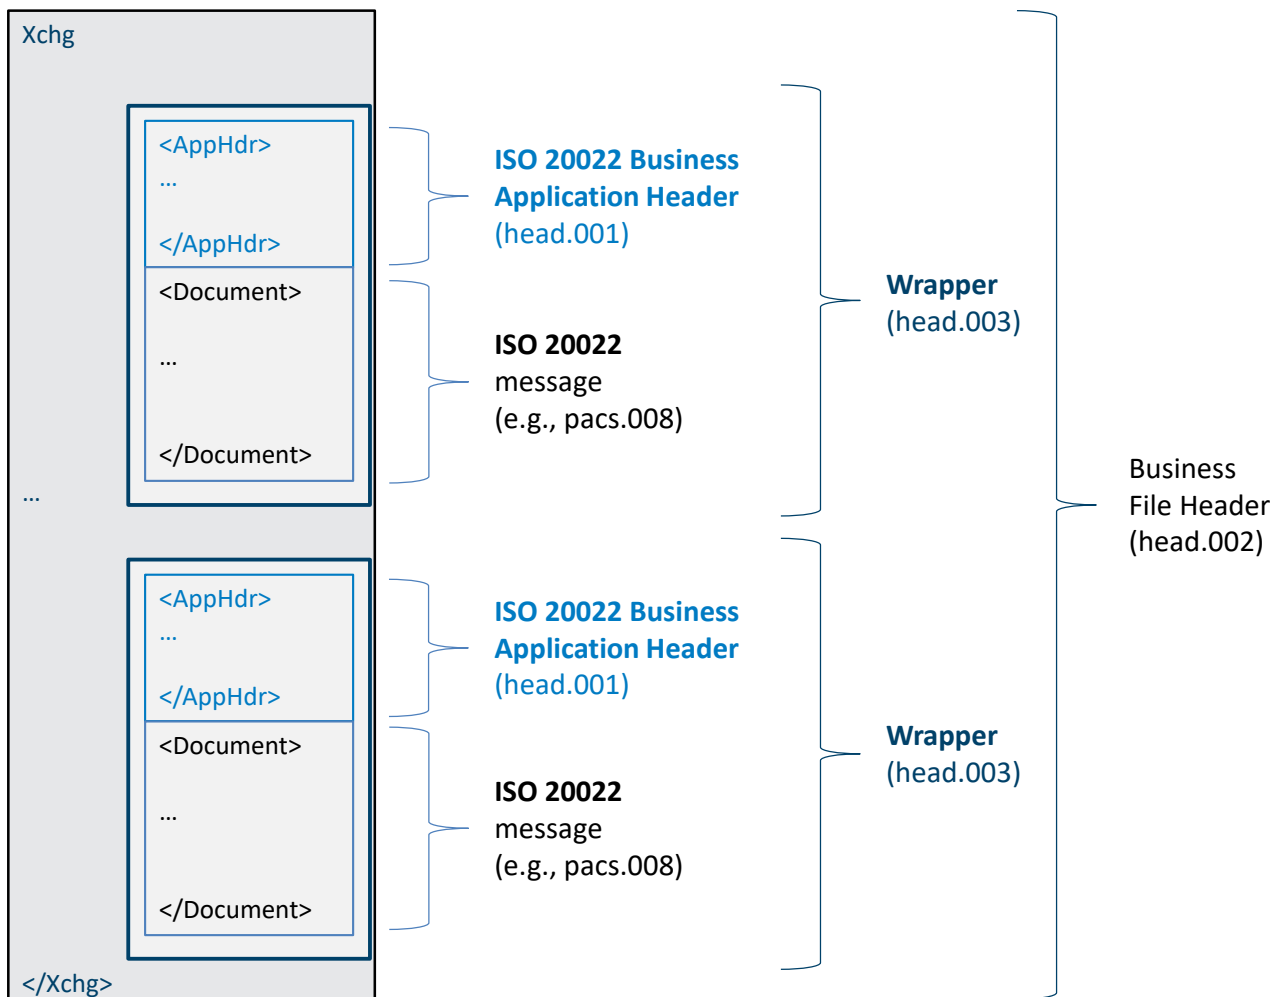 Xchg
<AppHdr>
...
</AppHdr>
<Document>
...
</Document>
ISO 20022 Business
Application Header
(head.001)
ISO 20022
message
(e.g., pacs.008)
Wrapper
(head.003)
...
Business
File Header
(head.002)
<AppHdr>
...
</AppHdr>
<Document>
...
</Document>
ISO 20022 Business
Application Header
(head.001)
ISO 20022
message
(e.g., pacs.008)
Wrapper
(head.003)
</Xchg>